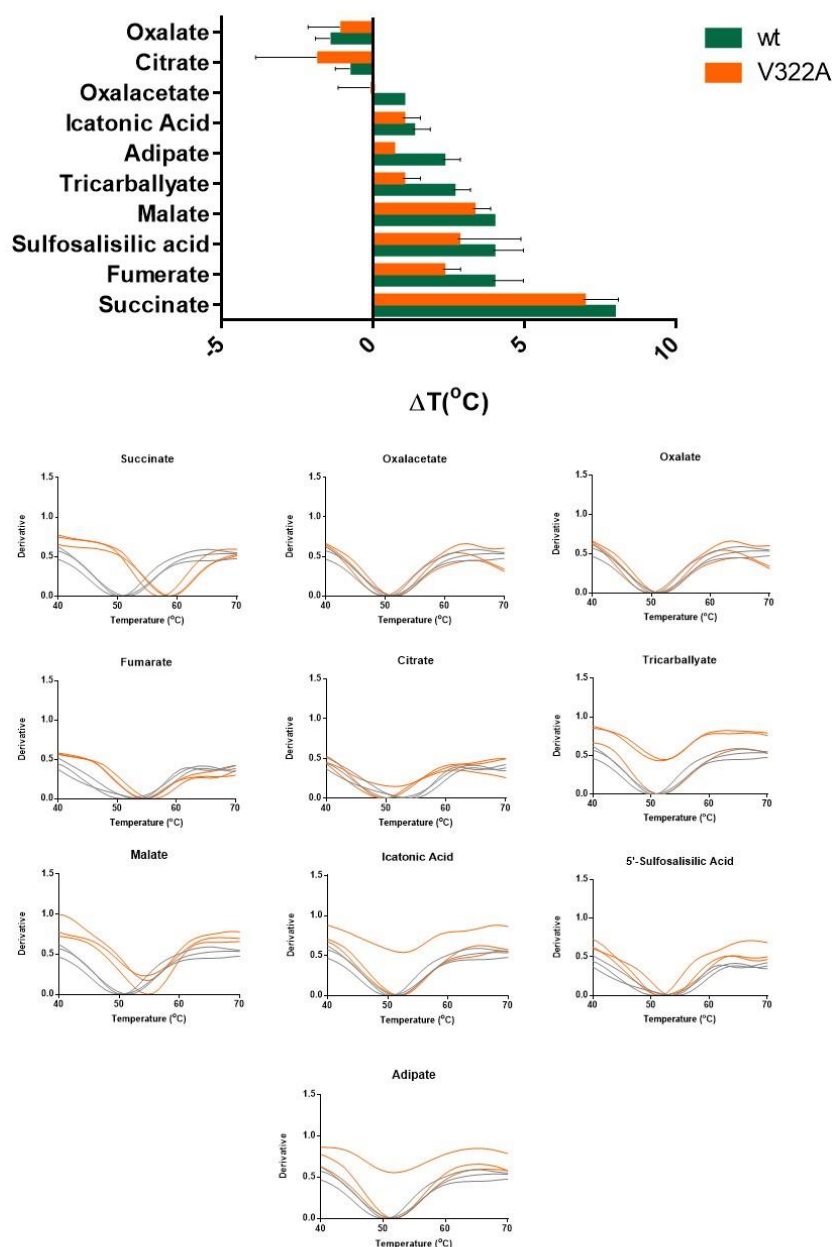 Oxalate
Citrate
Oxalacetate
Icatonic Acid
Adipate
Tricarballyate
Malate
Sulfosalisilic acid
Fumerate
Succinate
-5
0
5
10
ΔT(°C)
wt
V322A
Succinate
1.5
1.0
0.5
0.0
Derivative
40
50
60
70
Temperature (°C)
Oxalacetate
1.5
1.0
0.5
0.0
Derivative
40
50
60
70
Temperature (°C)
Oxalate
1.5
1.0
0.5
0.0
Derivative
40
50
60
70
Temperature (°C)
Fumarate
1.5
1.0
0.5
0.0
Derivative
40
50
60
70
Temperature (°C)
Citrate
1.5
1.0
0.5
0.0
Derivative
40
50
60
70
Temperature (°C)
Tricarballyate
1.5
1.0
0.5
0.0
Derivative
40
50
60
70
Temperature (°C)
Malate
1.5
1.0
0.5
0.0
Derivative
40
50
60
70
Temperature (°C)
Icatonic Acid
1.5
1.0
0.5
0.0
Derivative
40
50
60
70
Temperature (°C)
5'-Sulfosalisilic Acid
1.5
1.0
0.5
0.0
Derivative
40
50
60
70
Temperature (°C)
Adipate
1.5
1.0
0.5
0.0
Derivative
40
50
60
70
Temperature (°C)